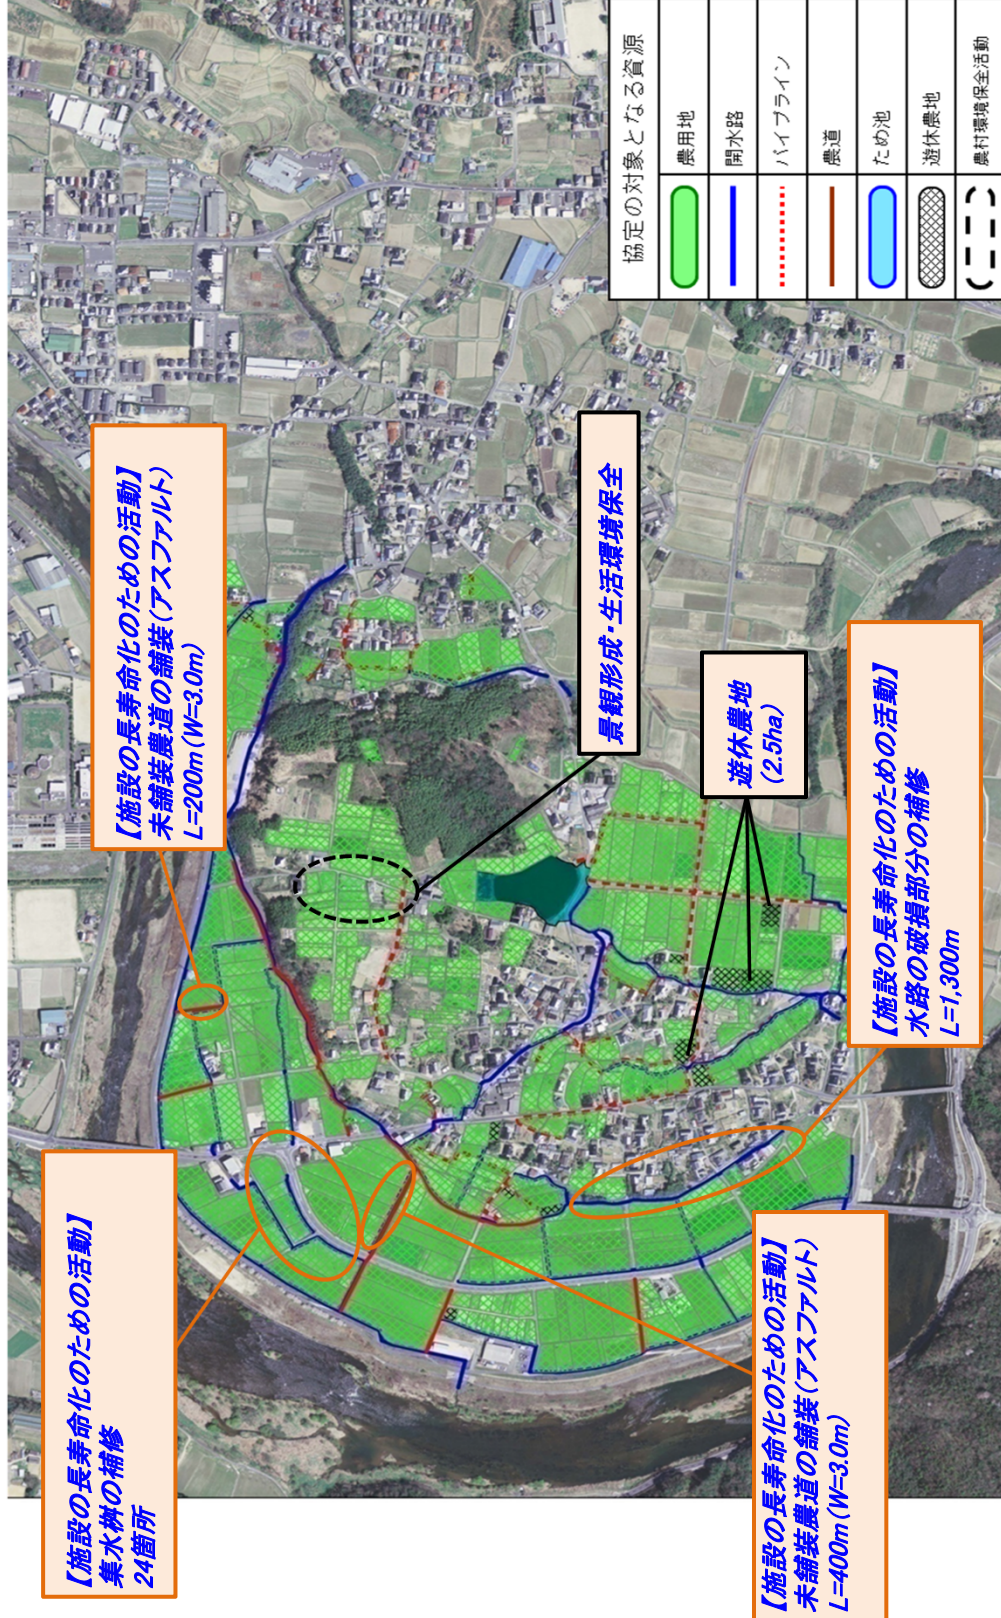 【施設の長寿命化のための活動】
集水桝の補修
24箇所
【施設の長寿命化のための活動】
未舗装農道の舗装(アスファルト)
L=200m(W=3.0m)
景観形成・生活環境保全
遊休農地
(2.5ha)
【施設の長寿命化のための活動】
未舗装農道の舗装(アスファルト)
L=400m(W=3.0m)
【施設の長寿命化のための活動】
水路の破損部分の補修
L=1,300m
協定の対象となる資源
農用地
開水路
パイプライン
農道
ため池
遊休農地
農村環境保全活動